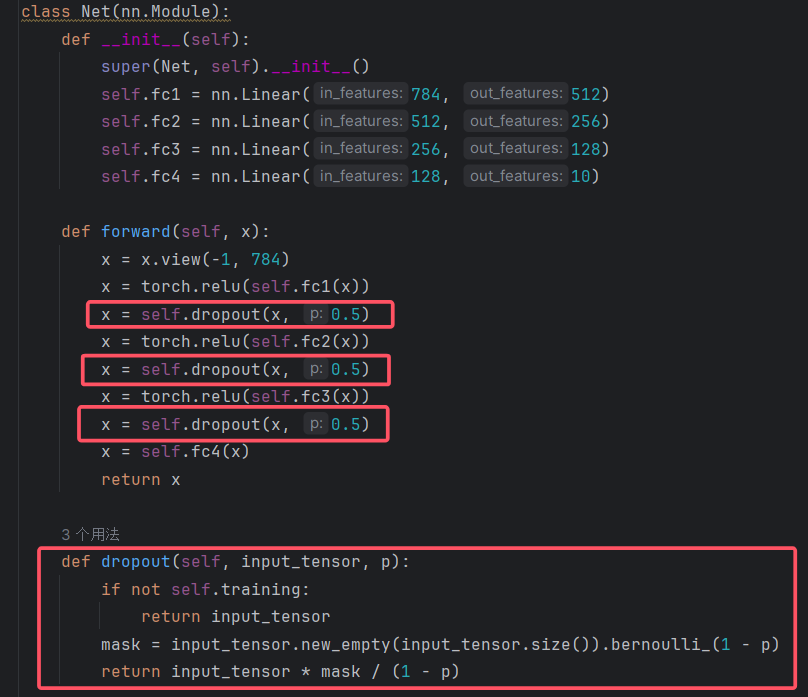 class Net(nn.Module):
    def __init__(self):
        super(Net, self).__init__()
        self.fc1 = nn.Linear( in_features: 784,  out_features: 512)
        self.fc2 = nn.Linear( in_features: 512,  out_features: 256)
        self.fc3 = nn.Linear( in_features: 256,  out_features: 128)
        self.fc4 = nn.Linear( in_features: 128,  out_features: 10)
    def forward(self, x):
        x = x.view(-1, 784)
        x = torch.relu(self.fc1(x))
        x = self.dropout(x,  p: 0.5)
        x = torch.relu(self.fc2(x))
        x = self.dropout(x,  p: 0.5)
        x = torch.relu(self.fc3(x))
        x = self.dropout(x,  p: 0.5)
        x = self.fc4(x)
        return x
    3 个用法
    def dropout(self, input_tensor, p):
        if not self.training:
            return input_tensor
        mask = input_tensor.new_empty(input_tensor.size()).bernoulli_(1 - p)
        return input_tensor * mask / (1 - p)